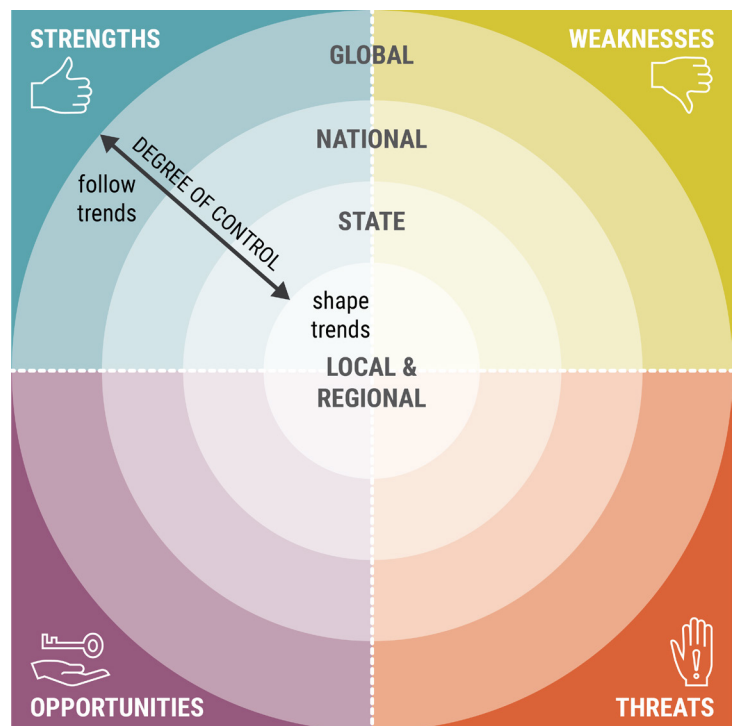 STRENGTHS
WEAKNESSES
GLOBAL
NATIONAL
DEGREE OF CONTROL
follow
trends
STATE
shape
trends
LOCAL &
REGIONAL
OPPORTUNITIES
THREATS